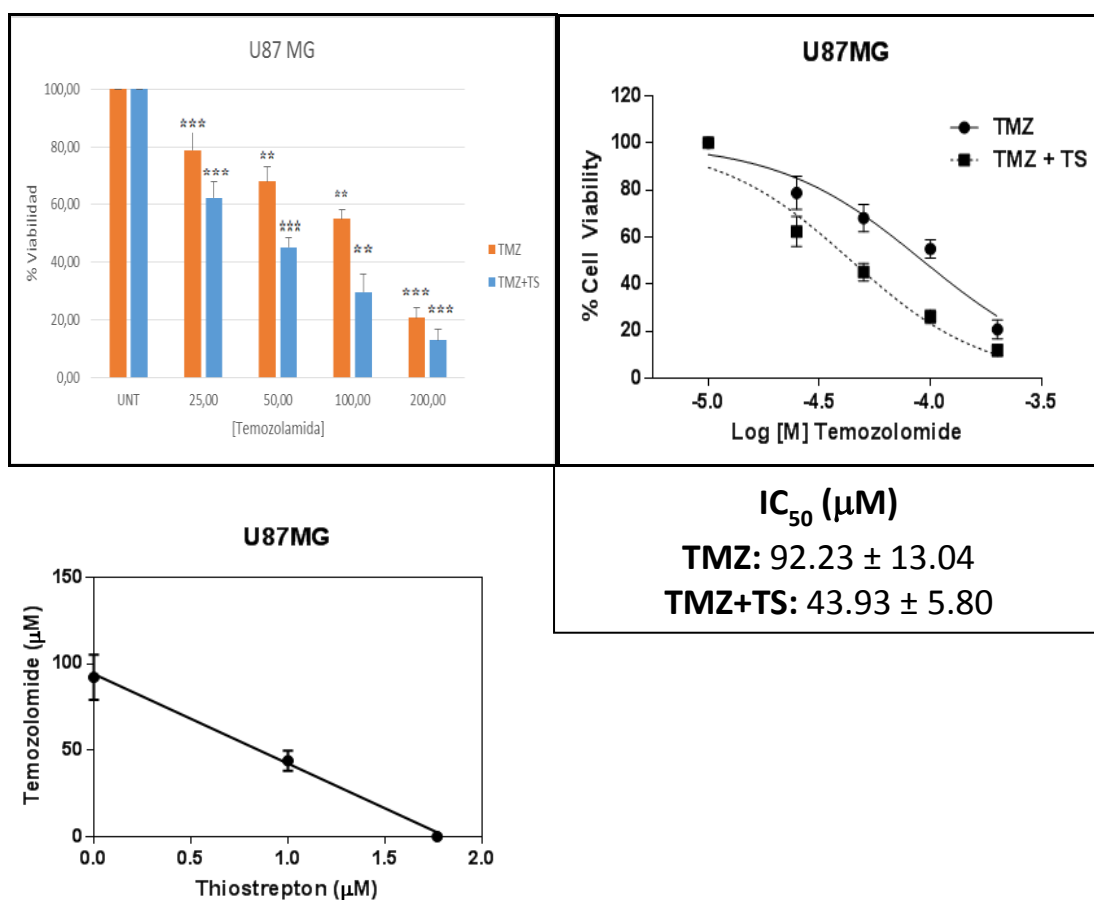 U87 MG
100,00
80,00
60,00
40,00
20,00
0,00
% Viabilidad
***
***
**
***
**
**
***
***
UNT 25,00 50,00 100,00 200,00
[Temozolamida]
TMZ
TMZ+TS
U87MG
120
100
80
60
40
20
0
% Cell Viability
TMZ
TMZ + TS
-5.0 -4.5 -4.0 -3.5
Log [M] Temozolomide
IC50 (μM)
TMZ: 92.23 ± 13.04
TMZ+TS: 43.93 ± 5.80
U87MG
150
100
50
0
Temozolomide (μM)
0.0 0.5 1.0 1.5 2.0
Thiostrepton (μM)